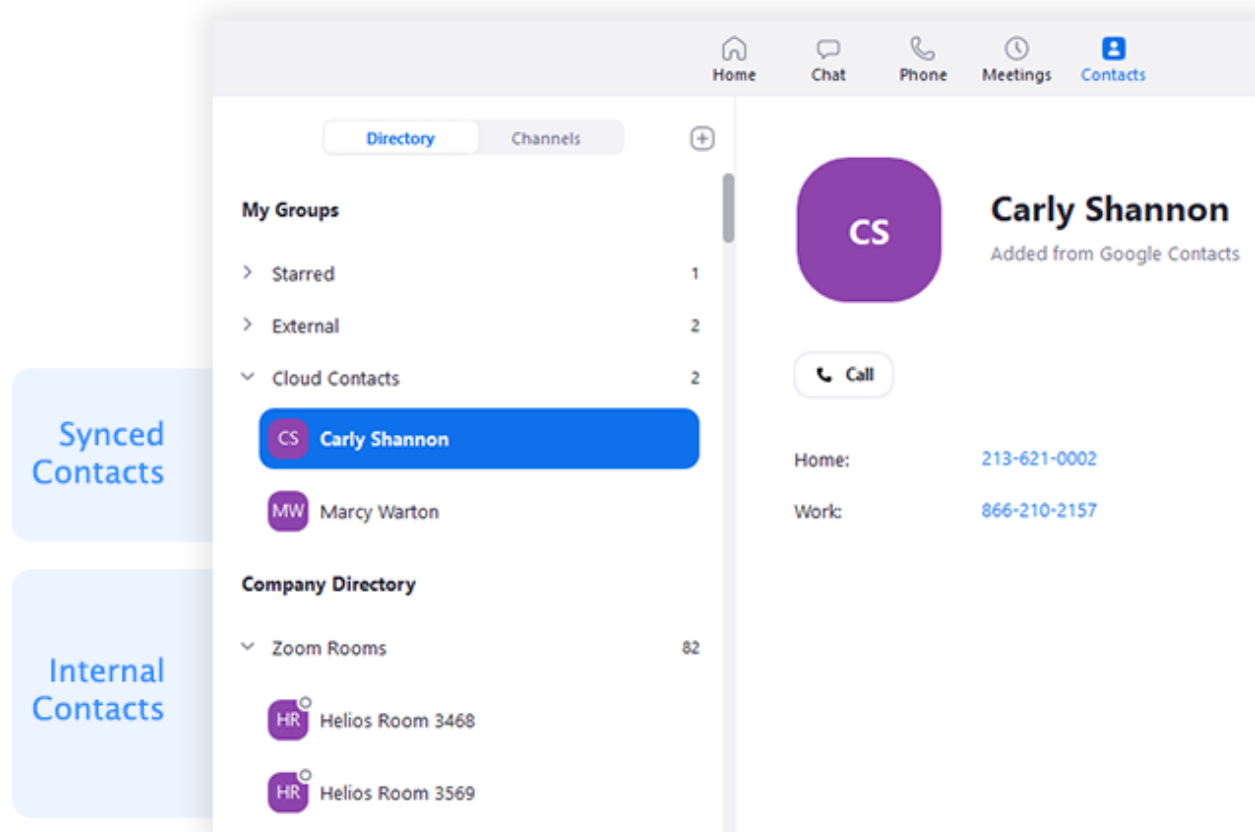 Home
Chat
Phone
Meetings
Contacts
Directory
Channels
My Groups
Starred 1
External 2
Cloud Contacts 2
CS Carly Shannon
MW Marcy Warton
Company Directory
Zoom Rooms 82
HR Helios Room 3468
HR Helios Room 3569
Synced
Contacts
Internal
Contacts
CS
Carly Shannon
Added from Google Contacts
Call
Home: 213-621-0002
Work: 866-210-2157